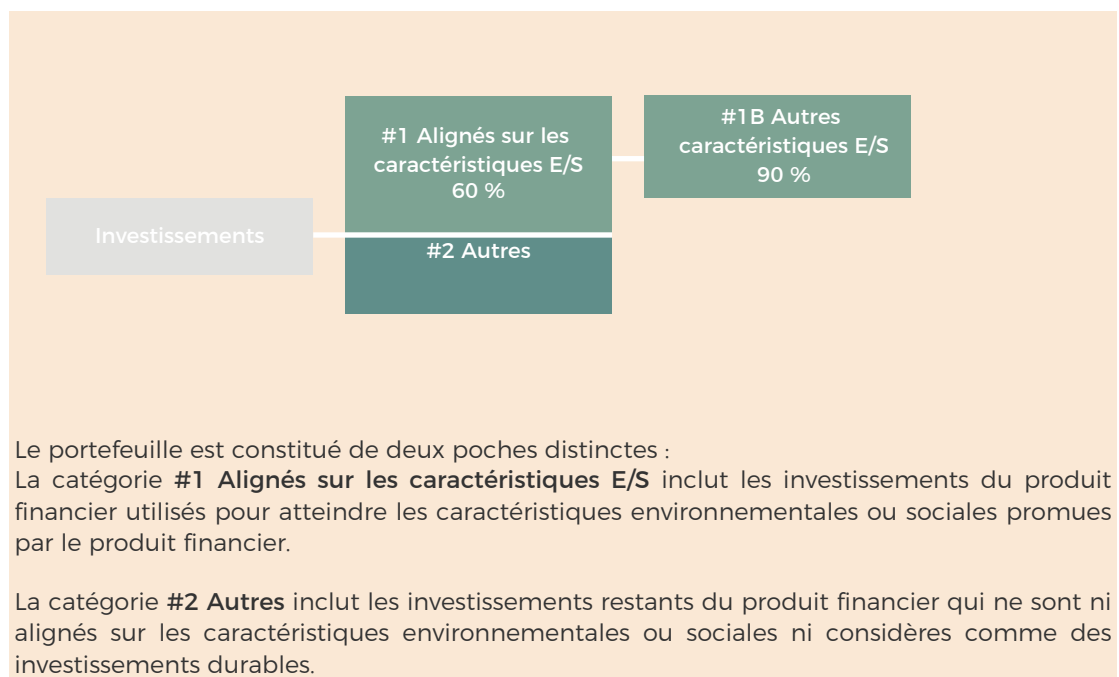 #1 Alignés sur les
caractéristiques E/S
60 %
#1B Autres
caractéristiques E/S
90 %
Investissements
#2 Autres
Le portefeuille est constitué de deux poches distinctes :
La catégorie #1 Alignés sur les caractéristiques E/S inclut les investissements du produit
financier utilisés pour atteindre les caractéristiques environnementales ou sociales promues
par le produit financier.
La catégorie #2 Autres inclut les investissements restants du produit financier qui ne sont ni
alignés sur les caractéristiques environnementales ou sociales ni considères comme des
investissements durables.